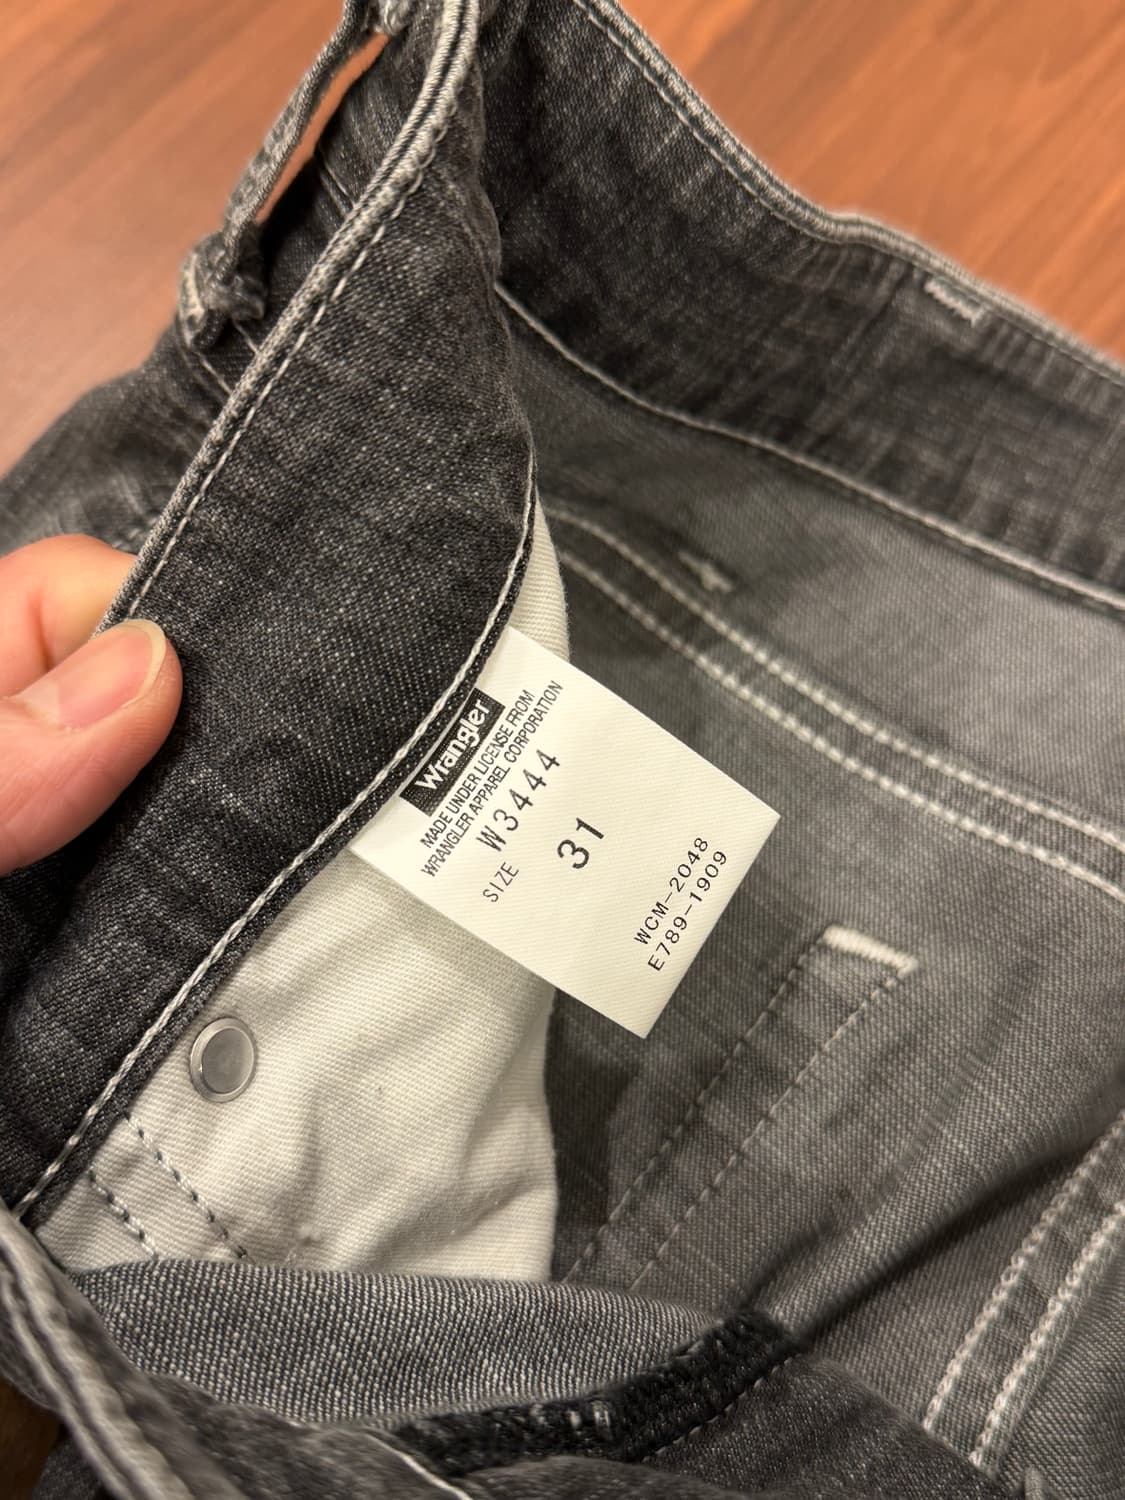 Wrangler
MADE UNDER LICENSE FROM
WRANGLER APPAREL CORPORATION
W3444
SIZE 31
WCM-2048
E789-1909